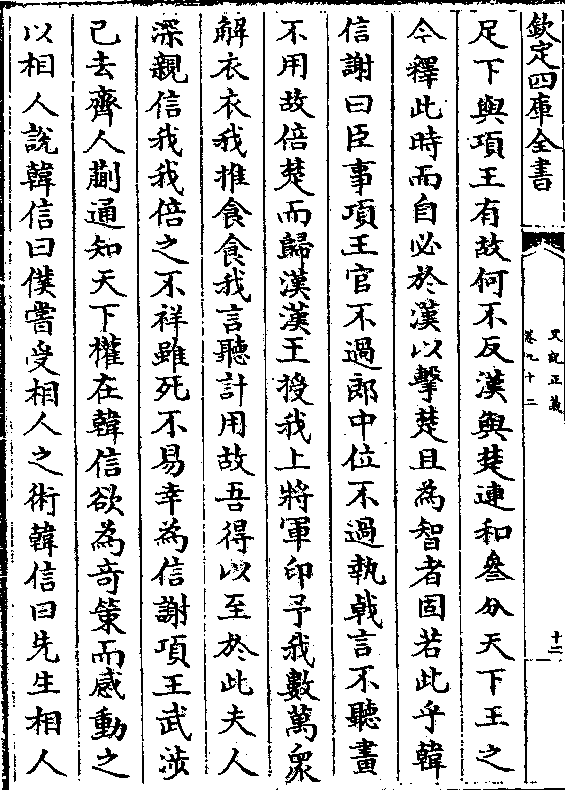 欽定四庫全書
史記正義
卷九十二
十二
足下與項王有故何不反漢與楚連和叅分天下王之
今釋此時而自必於漢以擊楚且為智者固若此乎韓
信謝曰臣事項王官不過郎中位不過執戟言不聽畫
不用故倍楚而歸漢漢王授我上將軍印予我數萬衆
解衣衣我推食食我言聽計用故吾得以至於此夫人
深親信我我倍之不祥雖死不易幸為信謝項王武涉
已去齊人蒯通知天下權在韓信欲為奇策而感動之
以相人説韓信曰僕嘗受相人之術韓信曰先生相人